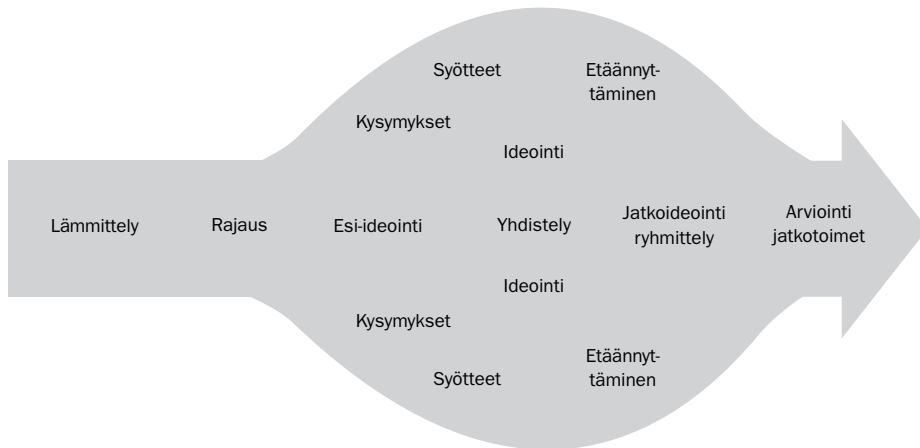 Syötteet
Etäännyt-
täminen
Kysymykset
Ideointi
Lämmittely
Rajaus
Esi-ideointi
Yhdistely
Jatkoideointi
ryhmittely
Arviointi
jatkotoimet
Ideointi
Kysymykset
Etäännyt-
täminen
Syötteet